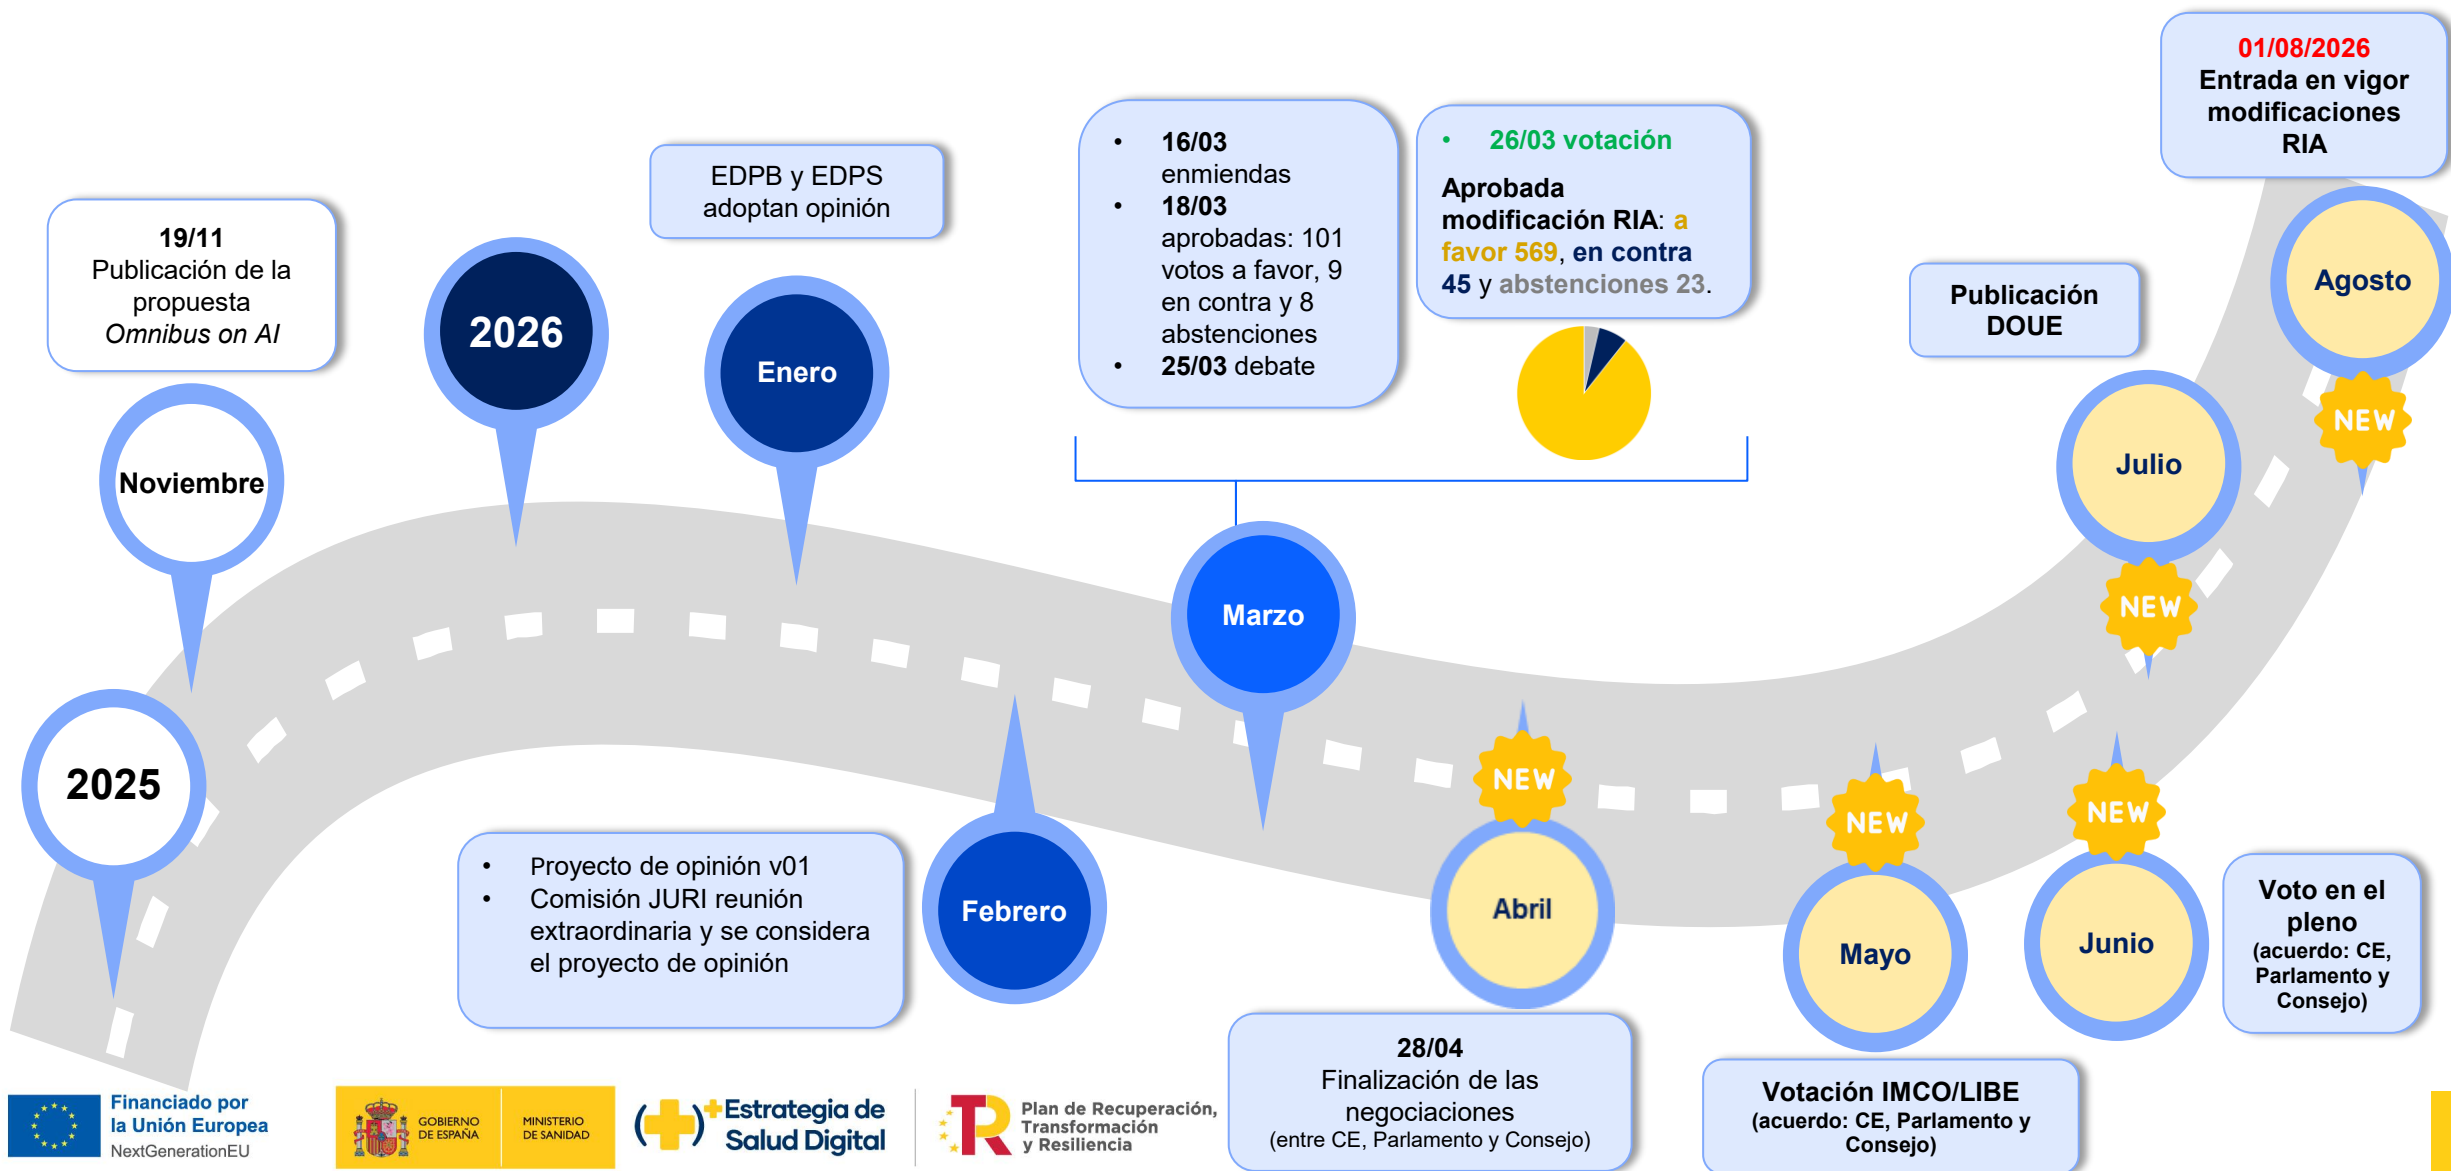 19/11
Publicación de la
propuesta
Omnibus on AI
Noviembre
2025
2026
EDPB y EDPS
adoptan opinión
Enero
• Proyecto de opinión v01
• Comisión JURI reunión
extraordinaria y se considera
el proyecto de opinión
Febrero
• 16/03
enmiendas
• 18/03
aprobadas: 101
votos a favor, 9
en contra y 8
abstenciones
• 25/03 debate
• 26/03 votación
Aprobada
modificación RIA: a
favor 569, en contra
45 y abstenciones 23.
Marzo
NEW
Abril
28/04
Finalización de las
negociaciones
(entre CE, Parlamento y Consejo)
NEW
Mayo
Votación IMCO/LIBE
(acuerdo: CE, Parlamento y
Consejo)
NEW
Junio
Voto en el
pleno
(acuerdo: CE,
Parlamento y
Consejo)
Publicación
DOUE
Julio
NEW
01/08/2026
Entrada en vigor
modificaciones
RIA
Agosto
NEW
Financiado por
la Unión Europea
NextGenerationEU
GOBIERNO
DE ESPAÑA
MINISTERIO
DE SANIDAD
Estrategia de
Salud Digital
Plan de Recuperación,
Transformación
y Resiliencia